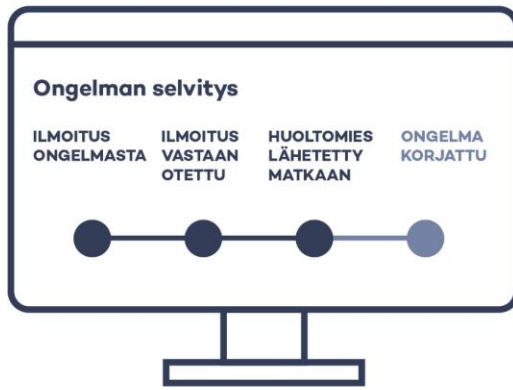 Ongelman selvitys
ILMOITUS
ONGELMASTA
ILMOITUS
VASTAAN
OTETTU
HUOLTOMIES
LÄHETETTY
MATKAAN
ONGELMA
KORJATTU